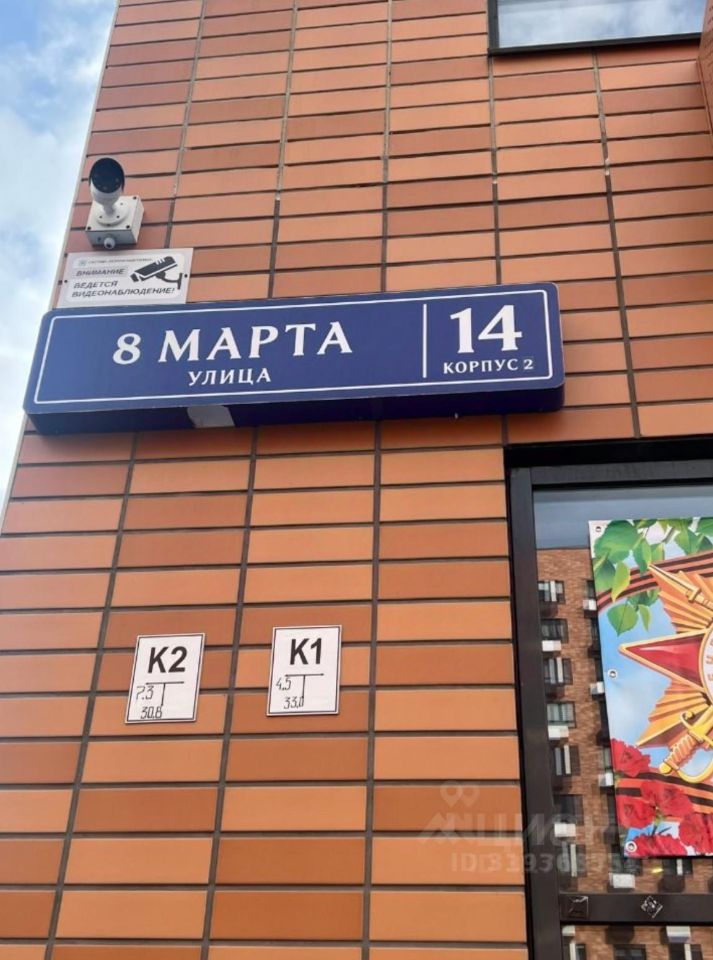 ВНИМАНИЕ
ВЕДЕТСЯ
ВИДЕОНАБЛЮДЕНИЕ!
8 МАРТА
УЛИЦА
14
КОРПУС 2
К2
7.3
30.8
К1
4.5
33.0